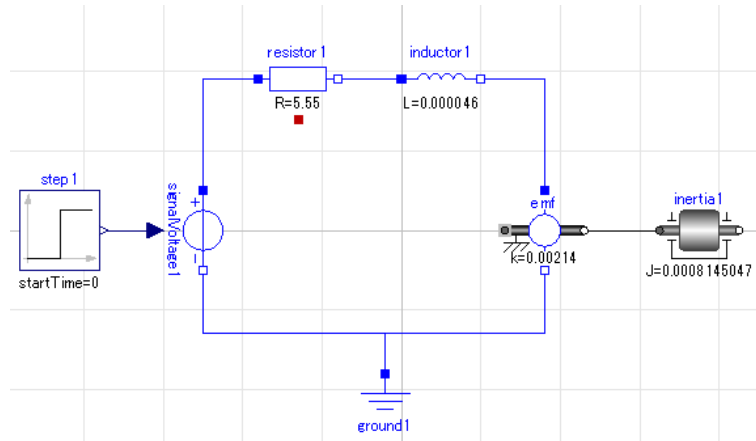 resistor1
inductor1
R=5.55
L=0.000046
step1
signalVoltage1
+
−
emf
inertia1
k=0.00214
J=0.0008145047
startTime=0
ground1